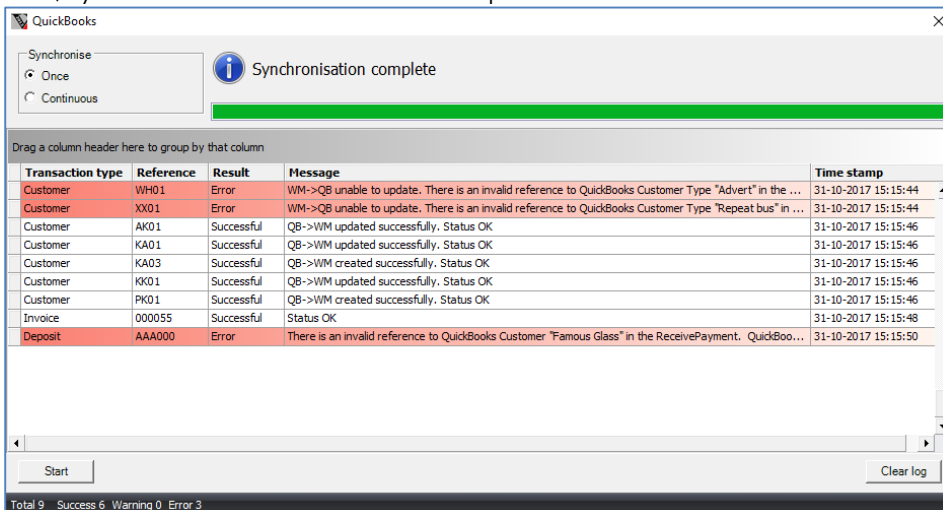 QuickBooks
Synchronise
Once
Continuous
Synchronisation complete
Drag a column header here to group by that column
Transaction type Reference Result Message Time stamp
Customer WH01 Error WM->QB unable to update. There is an invalid reference to QuickBooks Customer Type "Advert" in the ... 31-10-2017 15:15:44
Customer XX01 Error WM->QB unable to update. There is an invalid reference to QuickBooks Customer Type "Repeat bus" in ... 31-10-2017 15:15:44
Customer AK01 Successful QB->WM updated successfully. Status OK 31-10-2017 15:15:46
Customer KA01 Successful QB->WM updated successfully. Status OK 31-10-2017 15:15:46
Customer KA03 Successful QB->WM created successfully. Status OK 31-10-2017 15:15:46
Customer KK01 Successful QB->WM updated successfully. Status OK 31-10-2017 15:15:46
Customer PK01 Successful QB->WM created successfully. Status OK 31-10-2017 15:15:46
Invoice 000055 Successful Status OK 31-10-2017 15:15:48
Deposit AAA000 Error There is an invalid reference to QuickBooks Customer "Famous Glass" in the ReceivePayment. QuickBoo... 31-10-2017 15:15:50
Start Clear log
Total 9 Success 6 Warning 0 Error 3